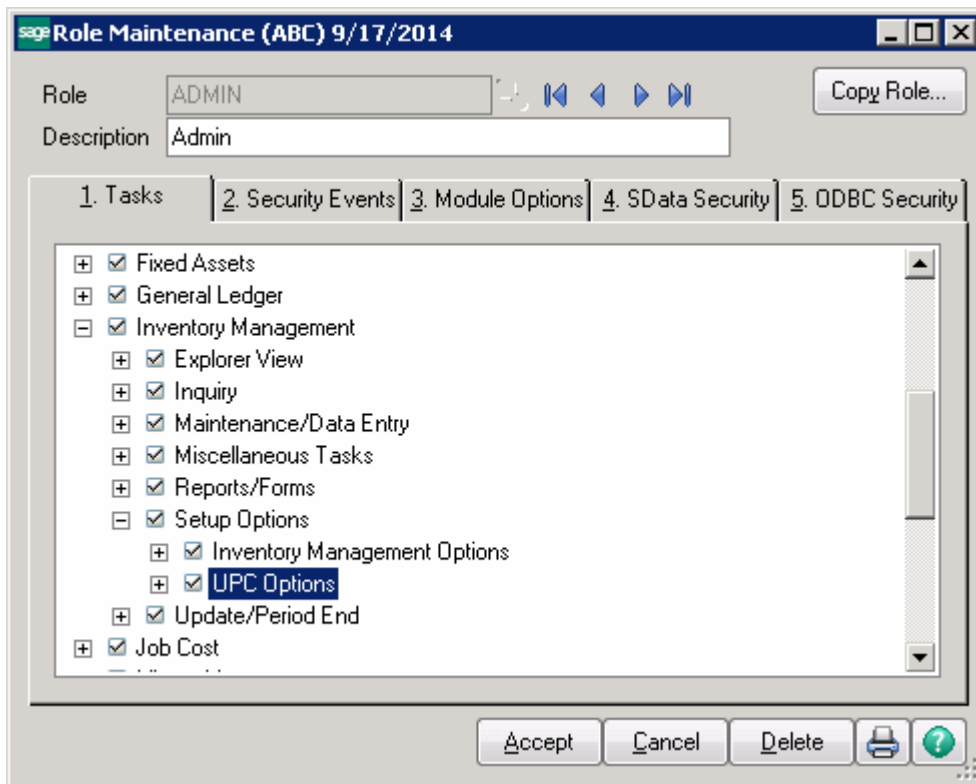 sage Role Maintenance (ABC) 9/17/2014
Role ADMIN Copy Role...
Description Admin
1. Tasks 2. Security Events 3. Module Options 4. SData Security 5. ODBC Security
Fixed Assets
General Ledger
Inventory Management
Explorer View
Inquiry
Maintenance/Data Entry
Miscellaneous Tasks
Reports/Forms
Setup Options
Inventory Management Options
UPC Options
Update/Period End
Job Cost
Accept Cancel Delete ?